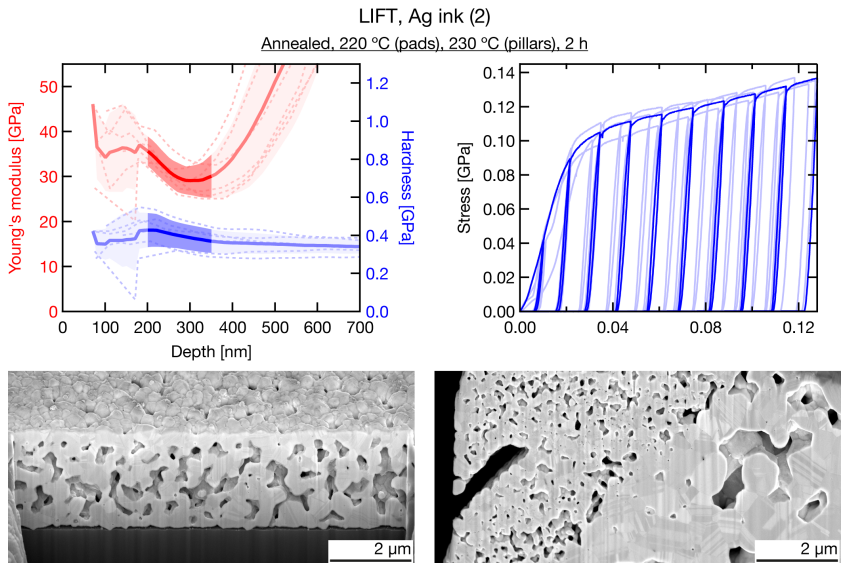 LIFT, Ag ink (2)
Annealed, 220 ºC (pads), 230 ºC (pillars), 2 h
Young's modulus [GPa]
50
40
30
20
10
0
0 100 200 300 400 500 600 700
Depth [nm]
1.2
1.0
0.8
0.6
0.4
0.2
0.0
Hardness [GPa]
Stress [GPa]
0.14
0.12
0.10
0.08
0.06
0.04
0.02
0.00
0.00 0.04 0.08 0.12
2 µm
2 µm